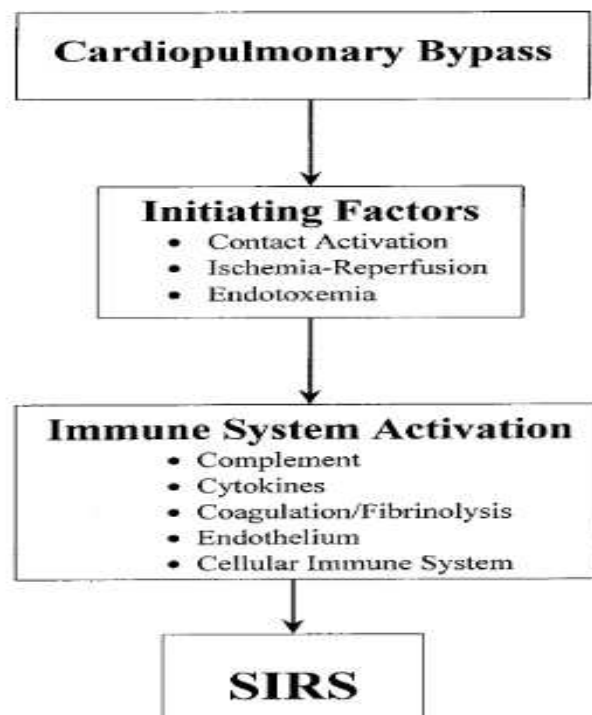 Cardiopulmonary Bypass
Initiating Factors
• Contact Activation
• Ischemia-Reperfusion
• Endotoxemia
Immune System Activation
• Complement
• Cytokines
• Coagulation/Fibrinolysis
• Endothelium
• Cellular Immune System
SIRS